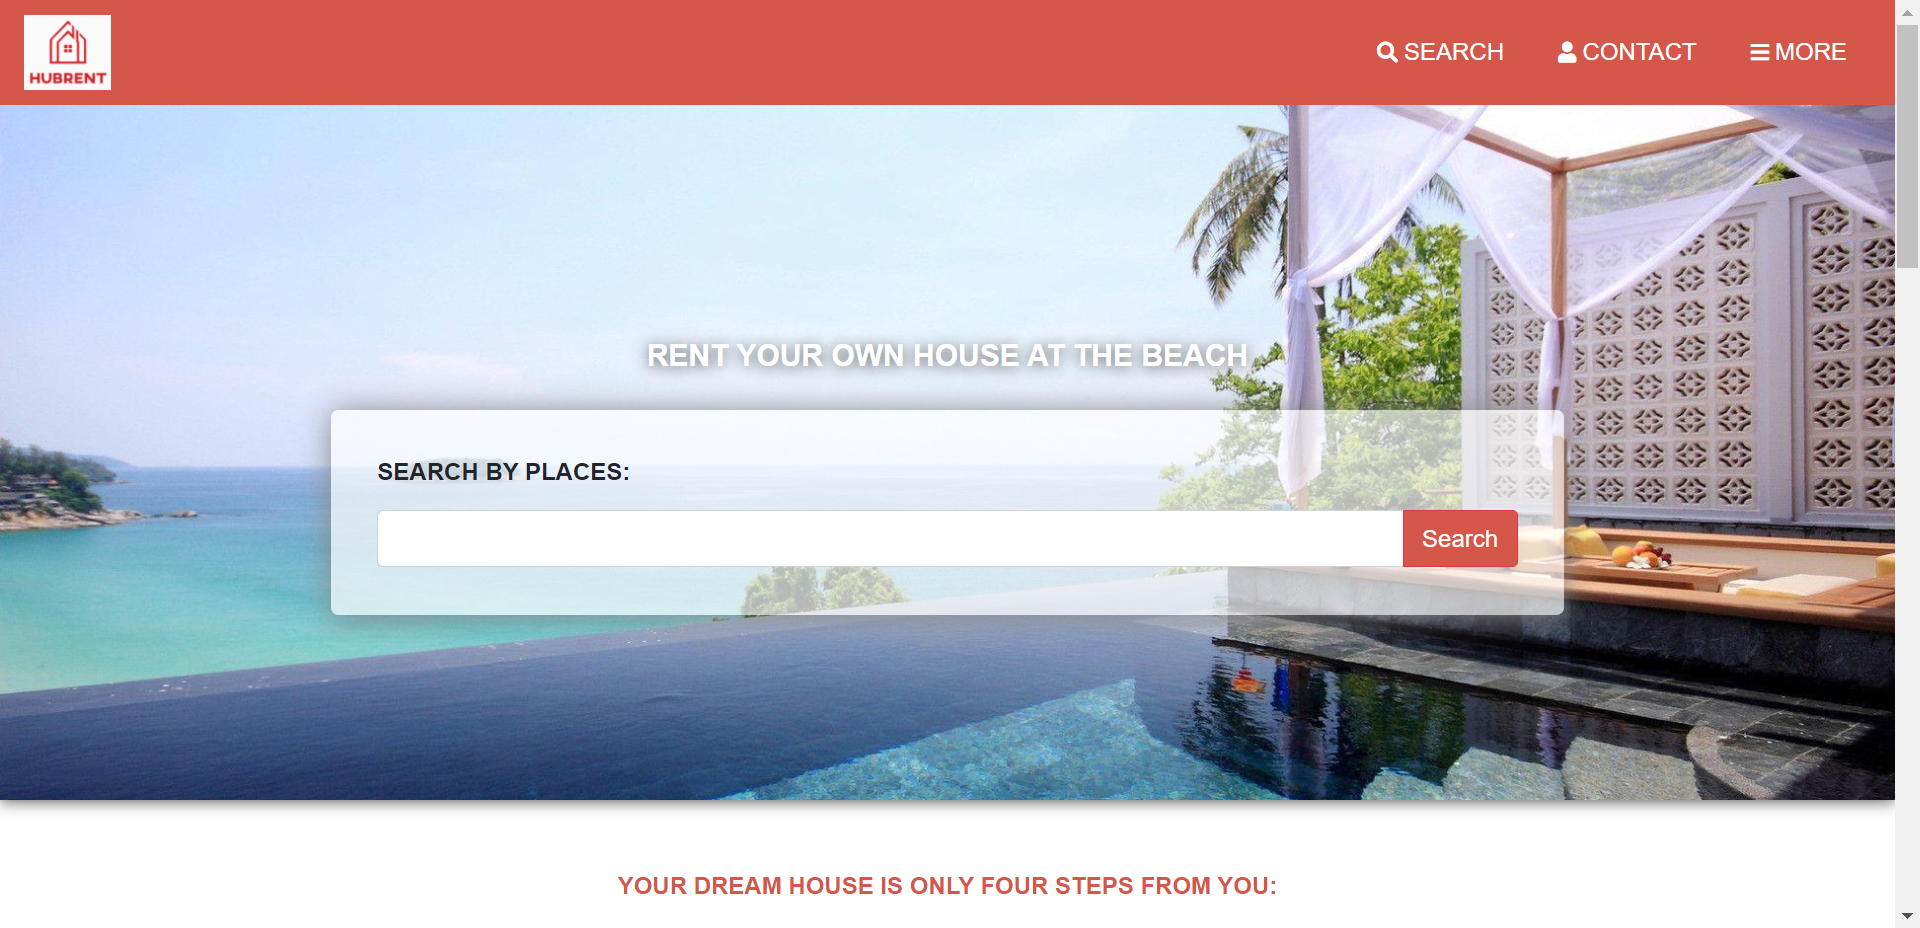 HUBRENT
SEARCH
CONTACT
MORE
RENT YOUR OWN HOUSE AT THE BEACH
SEARCH BY PLACES:
Search
YOUR DREAM HOUSE IS ONLY FOUR STEPS FROM YOU: